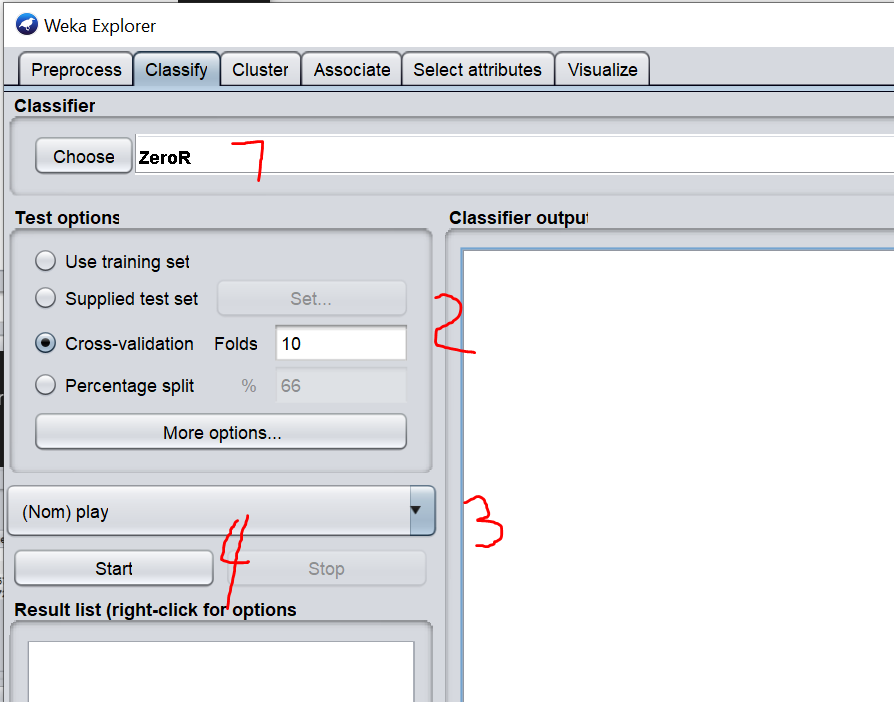 Weka Explorer
Preprocess Classify Cluster Associate Select attributes Visualize
Classifier
Choose ZeroR 1
Test options Classifier output
Use training set
Supplied test set Set... 2
Cross-validation Folds 10
Percentage split % 66
More options...
(Nom) play 3
4
Start Stop
Result list (right-click for options